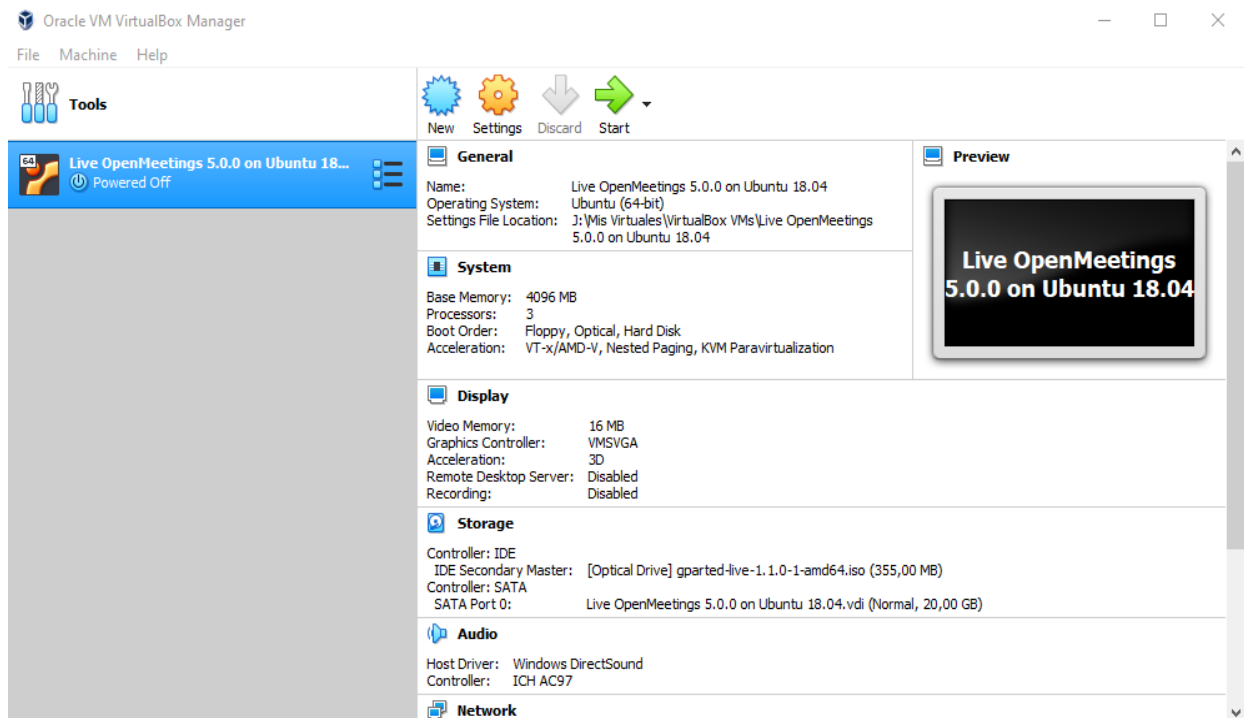 Oracle VM VirtualBox Manager
File Machine Help
Tools
New Settings Discard Start
64
Live OpenMeetings 5.0.0 on Ubuntu 18...
Powered Off
General
Name: Live OpenMeetings 5.0.0 on Ubuntu 18.04
Operating System: Ubuntu (64-bit)
Settings File Location: J:\Mis Virtuales\VirtualBox VMs\Live OpenMeetings
5.0.0 on Ubuntu 18.04
Preview
Live OpenMeetings
5.0.0 on Ubuntu 18.04
System
Base Memory: 4096 MB
Processors: 3
Boot Order: Floppy, Optical, Hard Disk
Acceleration: VT-x/AMD-V, Nested Paging, KVM Paravirtualization
Display
Video Memory: 16 MB
Graphics Controller: VMSVGA
Acceleration: 3D
Remote Desktop Server: Disabled
Recording: Disabled
Storage
Controller: IDE
IDE Secondary Master: [Optical Drive] gparted-live-1.1.0-1-amd64.iso (355,00 MB)
Controller: SATA
SATA Port 0: Live OpenMeetings 5.0.0 on Ubuntu 18.04.vdi (Normal, 20,00 GB)
Audio
Host Driver: Windows DirectSound
Controller: ICH AC97
Network